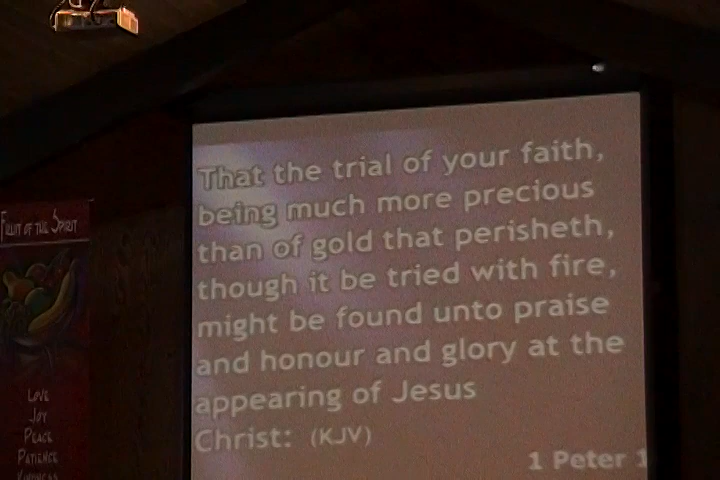 That the trial of your faith,
being much more precious
than of gold that perisheth,
though it be tried with fire,
might be found unto praise
and honour and glory at the
appearing of Jesus
Christ: (KJV)
1 Peter 1
FRUIT OF THE SPIRIT
LOVE
JOY
PEACE
PATIENCE